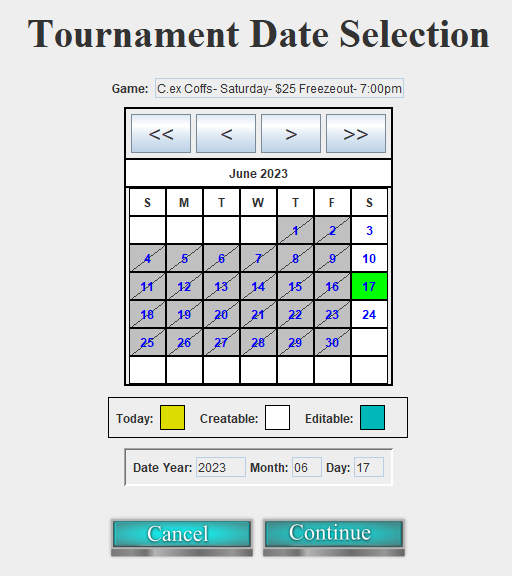 Tournament Date Selection
Game: C.ex Coffs- Saturday- $25 Freezeout- 7:00pm
<< < > >>
June 2023
S M T W T F S
1 2 3
4 5 6 7 8 9 10
11 12 13 14 15 16 17
18 19 20 21 22 23 24
25 26 27 28 29 30
Today: Creatable: Editable:
Date Year: 2023 Month: 06 Day: 17
Cancel Continue